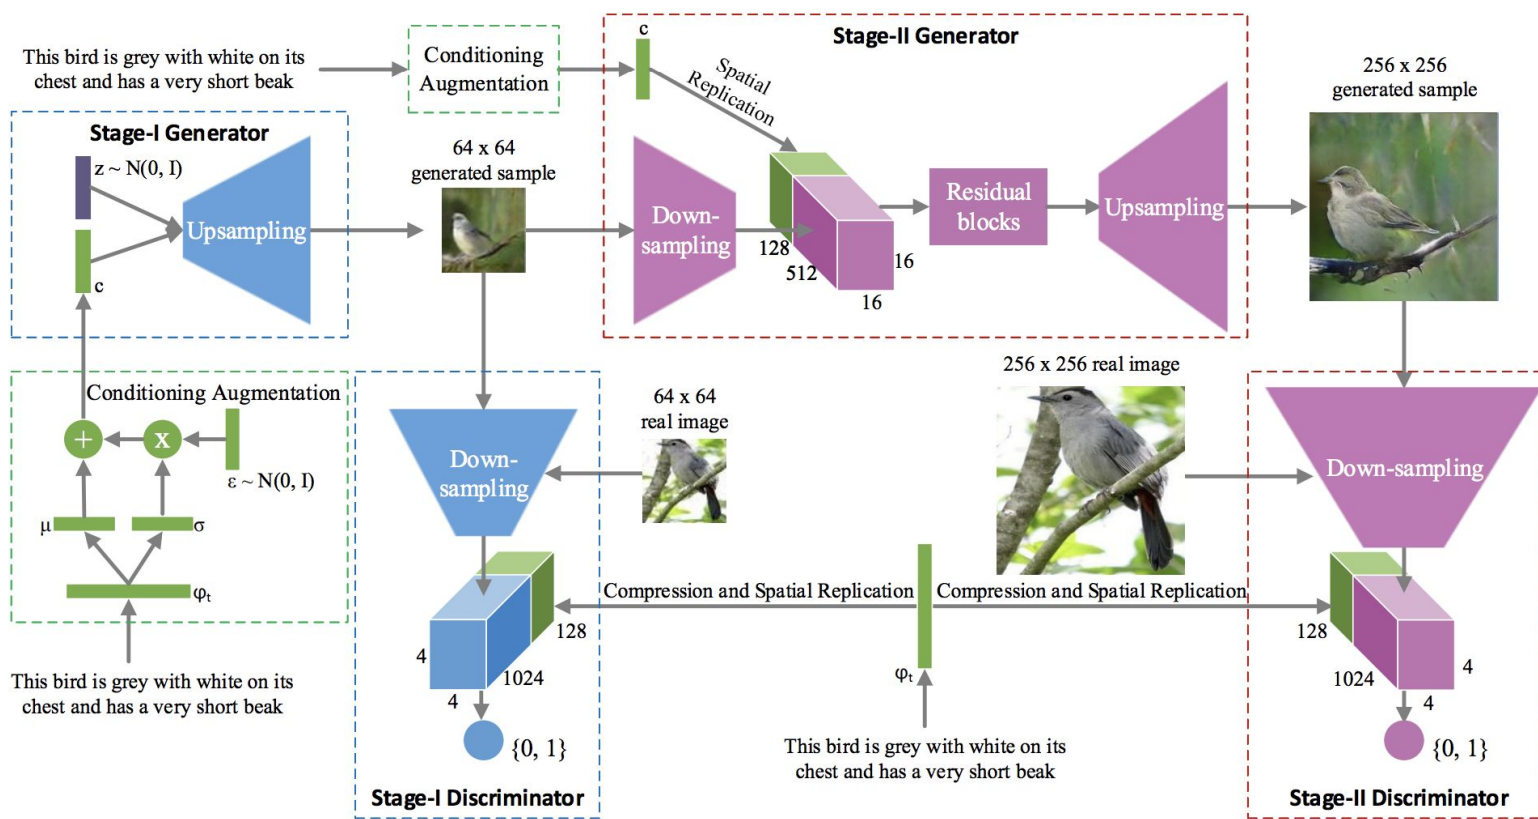 This bird is grey with white on its
chest and has a very short beak
Conditioning
Augmentation
c
Spatial
Replication
Stage-II Generator
256 x 256
generated sample
Stage-I Generator
z ~ N(0, I)
c
Upsampling
64 x 64
generated sample
Down-
sampling
128
512
16
16
Residual
blocks
Upsampling
Conditioning Augmentation
+
x
ε ~ N(0, I)
μ
σ
φt
This bird is grey with white on its
chest and has a very short beak
64 x 64
real image
Down-
sampling
4
4
1024
128
{0, 1}
Stage-I Discriminator
256 x 256 real image
Compression and Spatial Replication
Compression and Spatial Replication
φt
This bird is grey with white on its
chest and has a very short beak
Down-sampling
128
1024
4
4
{0, 1}
Stage-II Discriminator